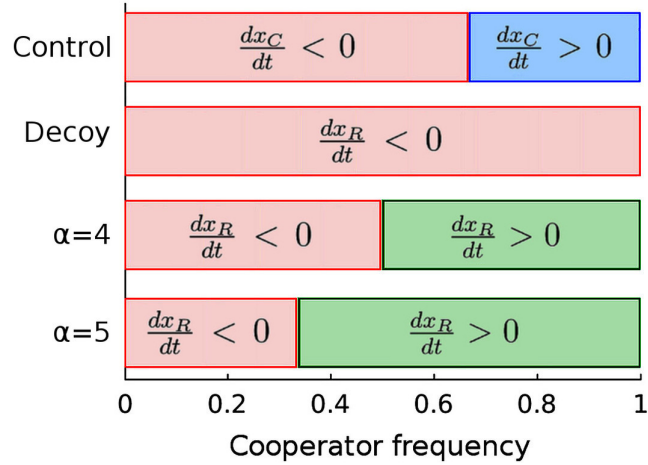 Control
dx_C/dt < 0
dx_C/dt > 0
Decoy
dx_R/dt < 0
α=4
dx_R/dt < 0
dx_R/dt > 0
α=5
dx_R/dt < 0
dx_R/dt > 0
0 0.2 0.4 0.6 0.8 1
Cooperator frequency